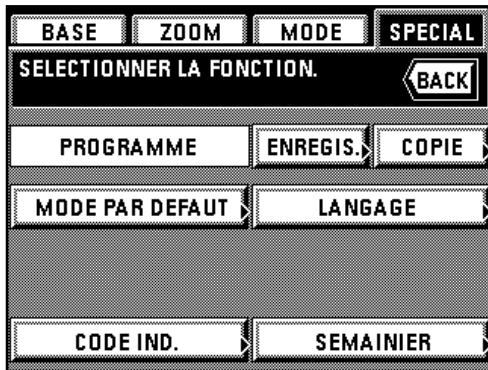 BASE ZOOM MODE SPECIAL
SELECTIONNER LA FONCTION.
BACK
PROGRAMME ENREGIS. COPIE
MODE PAR DEFAUT LANGAGE
CODE IND. SEMAINIER